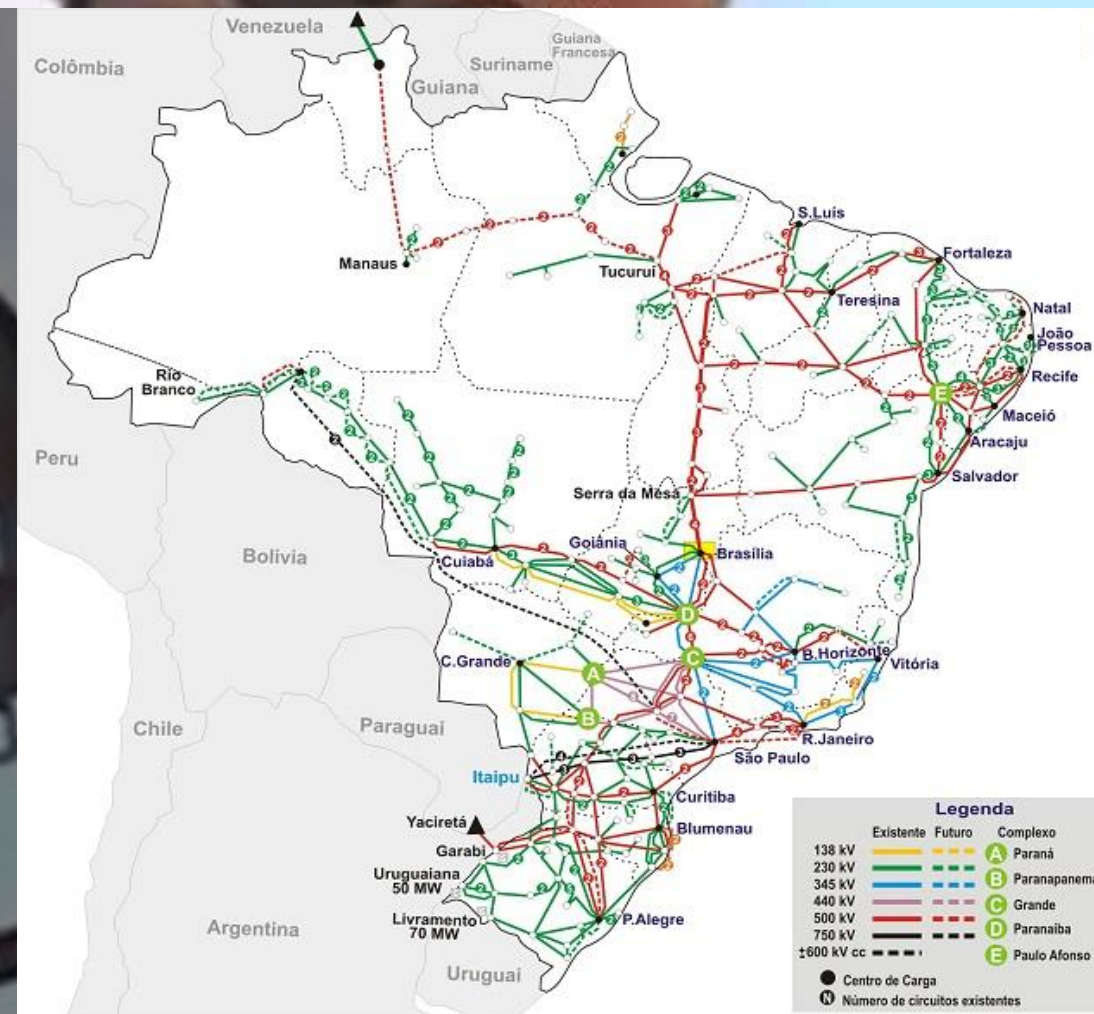 Venezuela
Guiana
Francesa
Colômbia
Suriname
Guiana
S.Luís
Fortaleza
Manaus
Tucuruí
Teresina
Natal
João
Pessoa
Rio
Branco
Recife
E
Maceió
Aracaju
Peru
Salvador
Serra da Mesa
Goiânia
Brasília
Bolívia
Cuiabá
D
B.Horizonte
C.Grande
C
Vitória
A
B
Chile
Paraguai
R.Janeiro
São Paulo
Itaipu
Curitiba
Yaciretá
Blumenau
Garabi
Uruguaiana
50 MW
Livramento
70 MW
P.Alegre
Argentina
Uruguai
Legenda
Existente Futuro Complexo
138 kV A Paraná
230 kV B Paranapanema
345 kV C Grande
440 kV D Paranaiba
500 kV E Paulo Afonso
750 kV
±600 kV cc
Centro de Carga
N Número de circuitos existentes